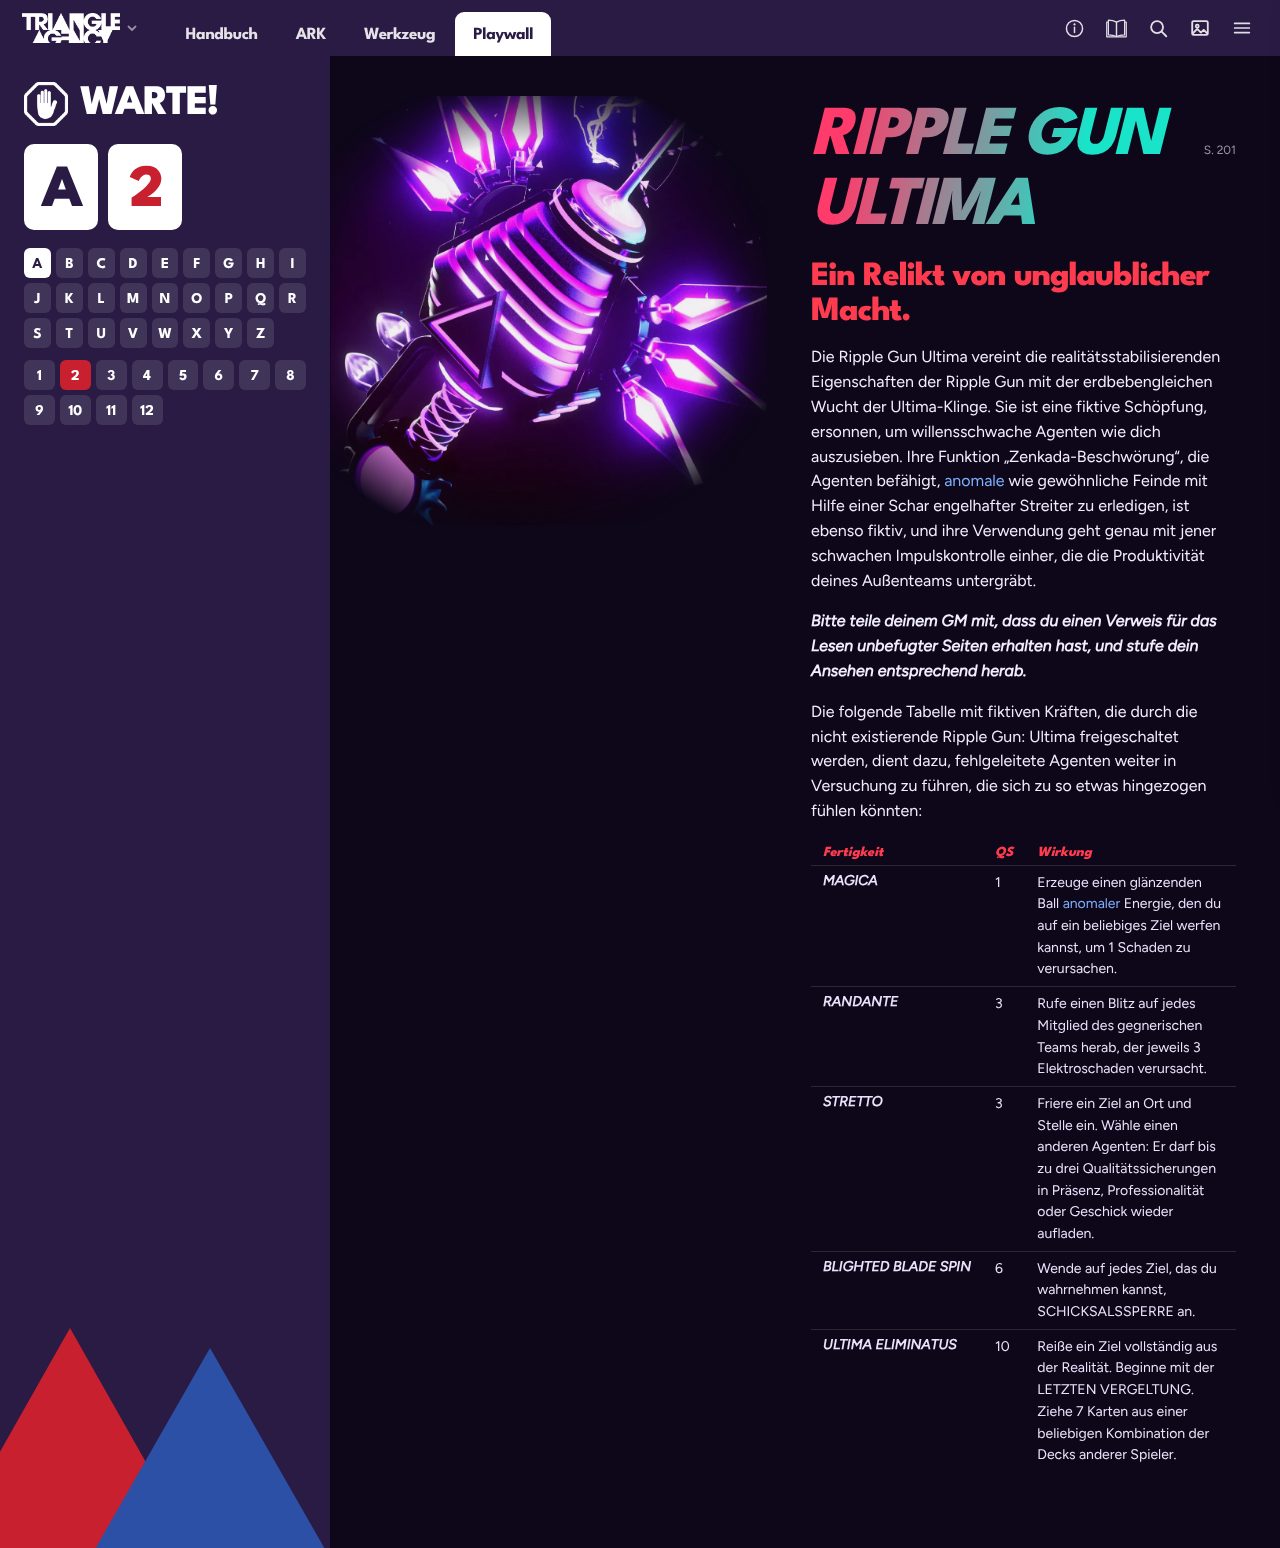 TRIANGLE
AGENCY
Handbuch
ARK
Werkzeug
Playwall
WARTE!
A 2
A B C D E F G H I
J K L M N O P Q R
S T U V W X Y Z
1 2 3 4 5 6 7 8
9 10 11 12
RIPPLE GUN
ULTIMA
S. 201
Ein Relikt von unglaublicher
Macht.
Die Ripple Gun Ultima vereint die realitätsstabilisierenden
Eigenschaften der Ripple Gun mit der erdbebengleichen
Wucht der Ultima-Klinge. Sie ist eine fiktive Schöpfung,
ersonnen, um willensschwache Agenten wie dich
auszusieben. Ihre Funktion „Zenkada-Beschwörung“, die
Agenten befähigt, anomale wie gewöhnliche Feinde mit
Hilfe einer Schar engelhafter Streiter zu erledigen, ist
ebenso fiktiv, und ihre Verwendung geht genau mit jener
schwachen Impulskontrolle einher, die die Produktivität
deines Außenteams untergräbt.
Bitte teile deinem GM mit, dass du einen Verweis für das
Lesen unbefugter Seiten erhalten hast, und stufe dein
Ansehen entsprechend herab.
Die folgende Tabelle mit fiktiven Kräften, die durch die
nicht existierende Ripple Gun: Ultima freigeschaltet
werden, dient dazu, fehlgeleitete Agenten weiter in
Versuchung zu führen, die sich zu so etwas hingezogen
fühlen könnten:
Fertigkeit QS Wirkung
MAGICA 1 Erzeuge einen glänzenden
Ball anomaler Energie, den du
auf ein beliebiges Ziel werfen
kannst, um 1 Schaden zu
verursachen.
RANDANTE 3 Rufe einen Blitz auf jedes
Mitglied des gegnerischen
Teams herab, der jeweils 3
Elektroschaden verursacht.
STRETTO 3 Friere ein Ziel an Ort und
Stelle ein. Wähle einen
anderen Agenten: Er darf bis
zu drei Qualitätssicherungen
in Präsenz, Professionalität
oder Geschick wieder
aufladen.
BLIGHTED BLADE SPIN 6 Wende auf jedes Ziel, das du
wahrnehmen kannst,
SCHICKSALSSPERRE an.
ULTIMA ELIMINATUS 10 Reiße ein Ziel vollständig aus
der Realität. Beginne mit der
LETZTEN VERGELTUNG.
Ziehe 7 Karten aus einer
beliebigen Kombination der
Decks anderer Spieler.